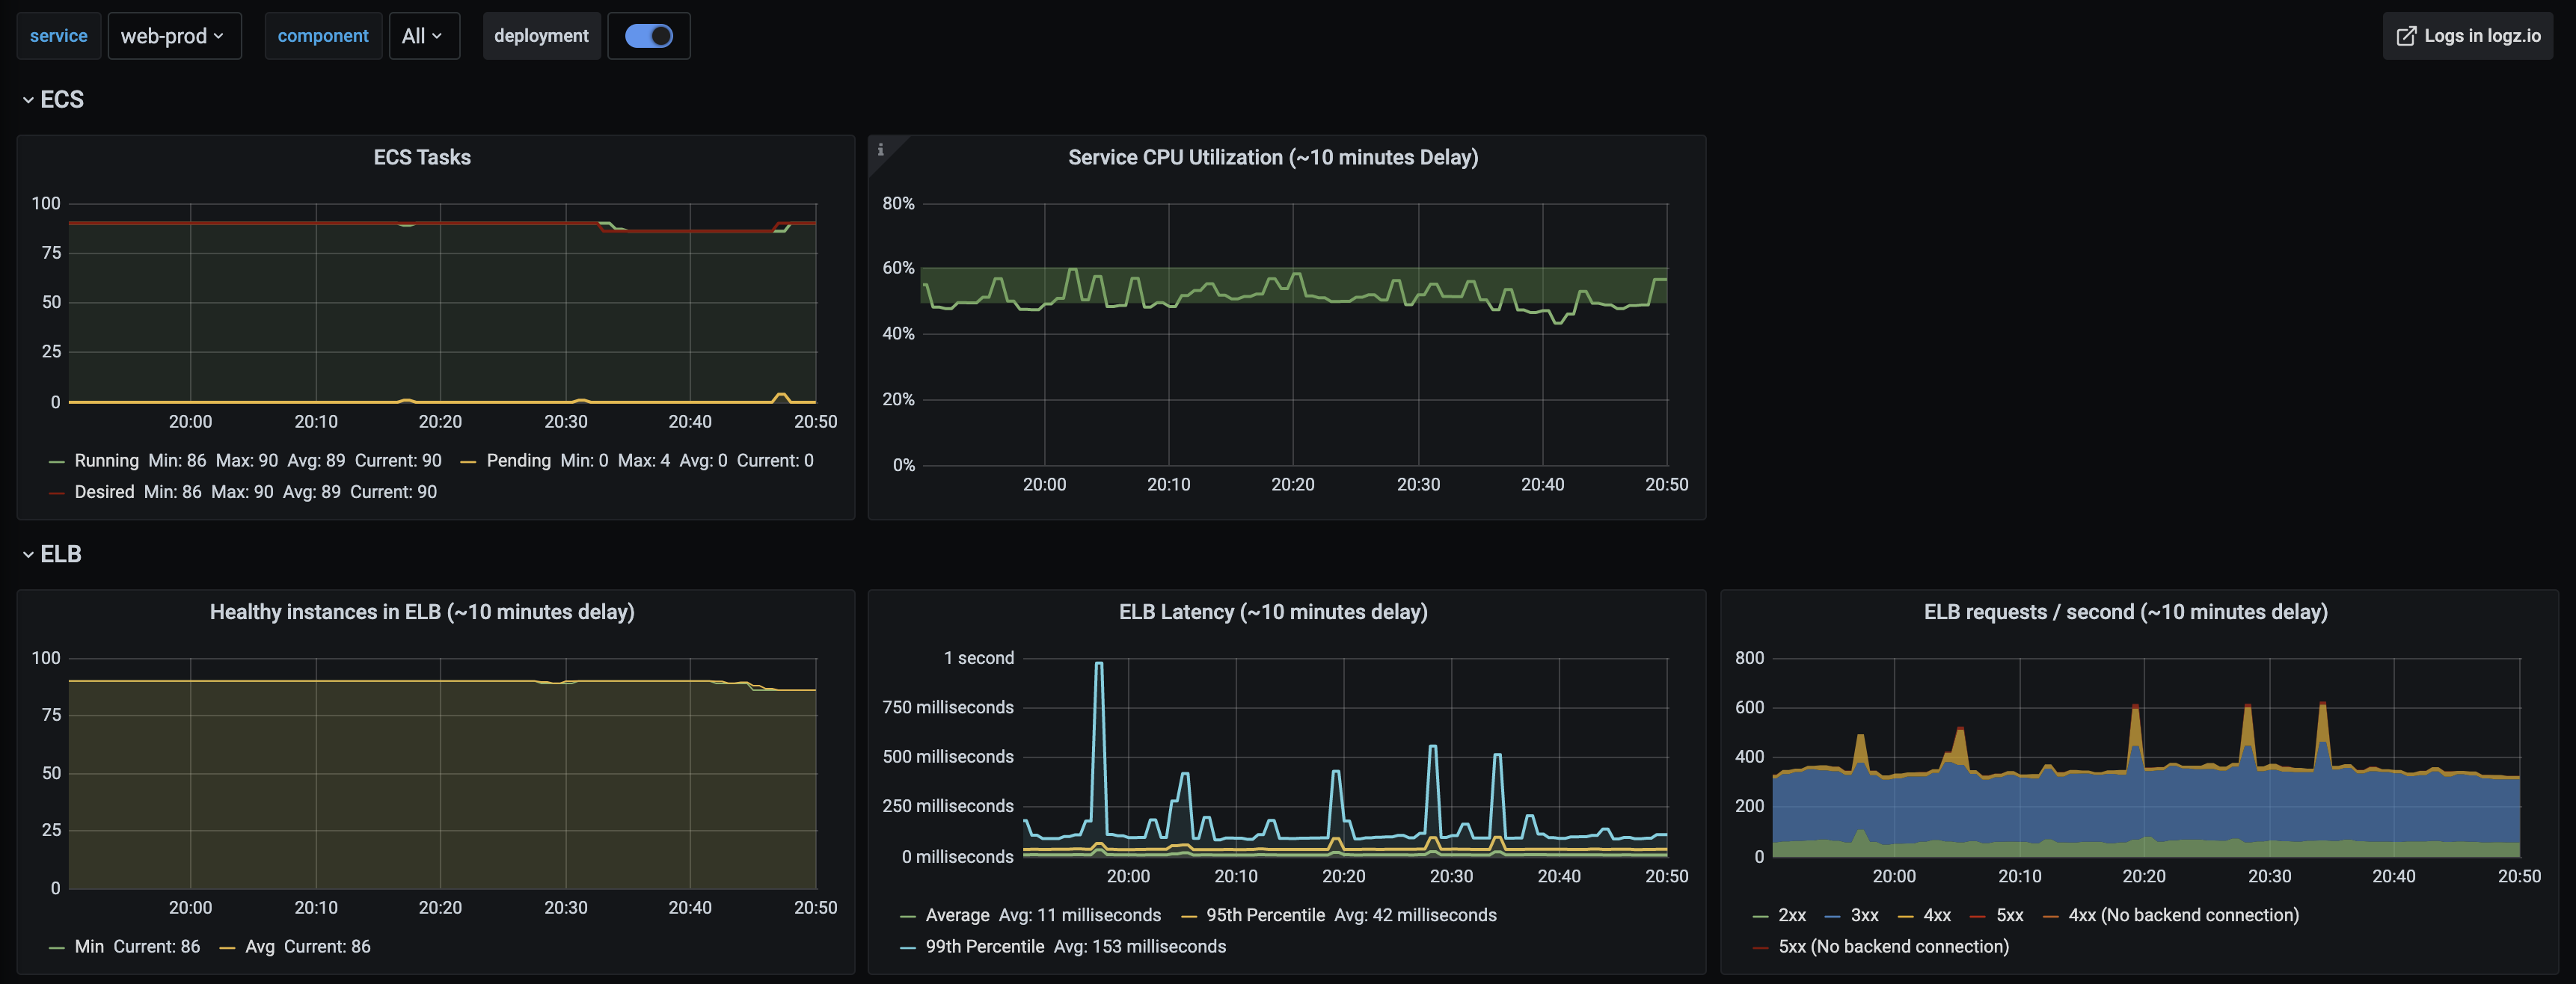 service web-prod component All deployment Logs in logz.io
ECS
ECS Tasks
100
75
50
25
0
20:00 20:10 20:20 20:30 20:40 20:50
Running Min: 86 Max: 90 Avg: 89 Current: 90 Pending Min: 0 Max: 4 Avg: 0 Current: 0
Desired Min: 86 Max: 90 Avg: 89 Current: 90
i
Service CPU Utilization (~10 minutes Delay)
80%
60%
40%
20%
0%
20:00 20:10 20:20 20:30 20:40 20:50
ELB
Healthy instances in ELB (~10 minutes delay)
100
75
50
25
0
20:00 20:10 20:20 20:30 20:40 20:50
Min Current: 86 Avg Current: 86
ELB Latency (~10 minutes delay)
1 second
750 milliseconds
500 milliseconds
250 milliseconds
0 milliseconds
20:00 20:10 20:20 20:30 20:40 20:50
Average Avg: 11 milliseconds 95th Percentile Avg: 42 milliseconds
99th Percentile Avg: 153 milliseconds
ELB requests / second (~10 minutes delay)
800
600
400
200
0
20:00 20:10 20:20 20:30 20:40 20:50
2xx 3xx 4xx 5xx 4xx (No backend connection)
5xx (No backend connection)